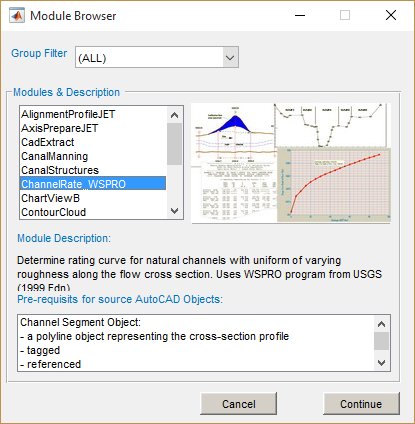 Module Browser
Group Filter
(ALL)
Modules & Description
AlignmentProfileJET
AxisPrepareJET
CadExtract
CanalManning
CanalStructures
ChannelRate_WSPRO
ChartViewB
ContourCloud
Module Description:
Determine rating curve for natural channels with uniform of varying
roughness along the flow cross section. Uses WSPRO program from USGS
(1999 Edn)
Pre-requisits for source AutoCAD Objects:
Channel Segment Object:
- a polyline object representing the cross-section profile
- tagged
- referenced
Cancel
Continue